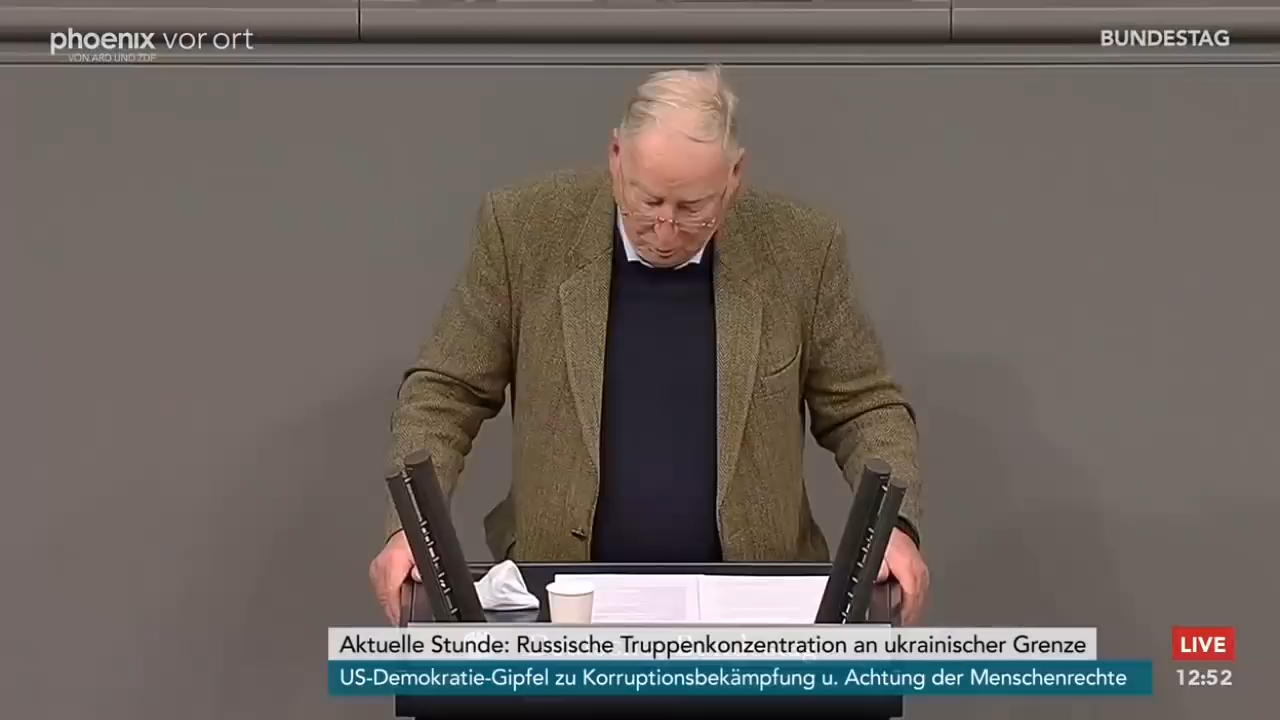 phoenix vor ort
VON ARD UND ZDF
BUNDESTAG
Aktuelle Stunde: Russische Truppenkonzentration an ukrainischer Grenze
US-Demokratie-Gipfel zu Korruptionsbekämpfung u. Achtung der Menschenrechte
LIVE
12:52